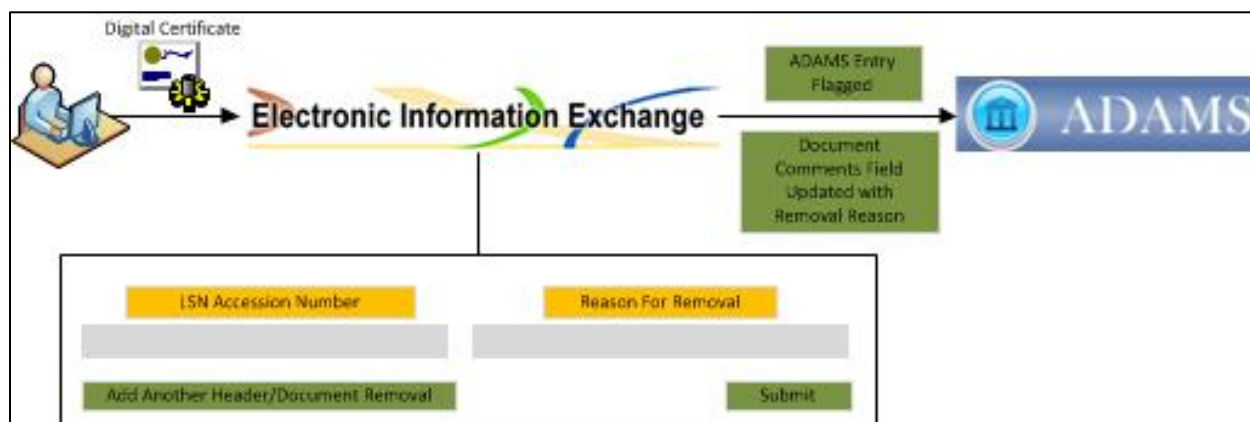 Digital Certificate
Electronic Information Exchange
ADAMS Entry
Flagged
ADAMS
Document
Comments Field
Updated with
Removal Reason
LSN Accession Number
Reason For Removal
Add Another Header/Document Removal
Submit